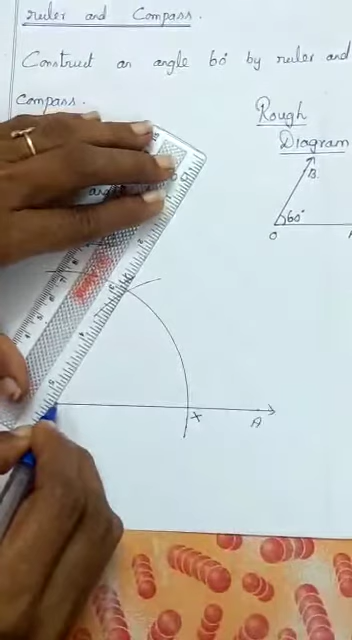 ruler and Compass.
Construct an angle 60° by ruler and
compass.
Rough
Diagram
B
60°
O
X
A